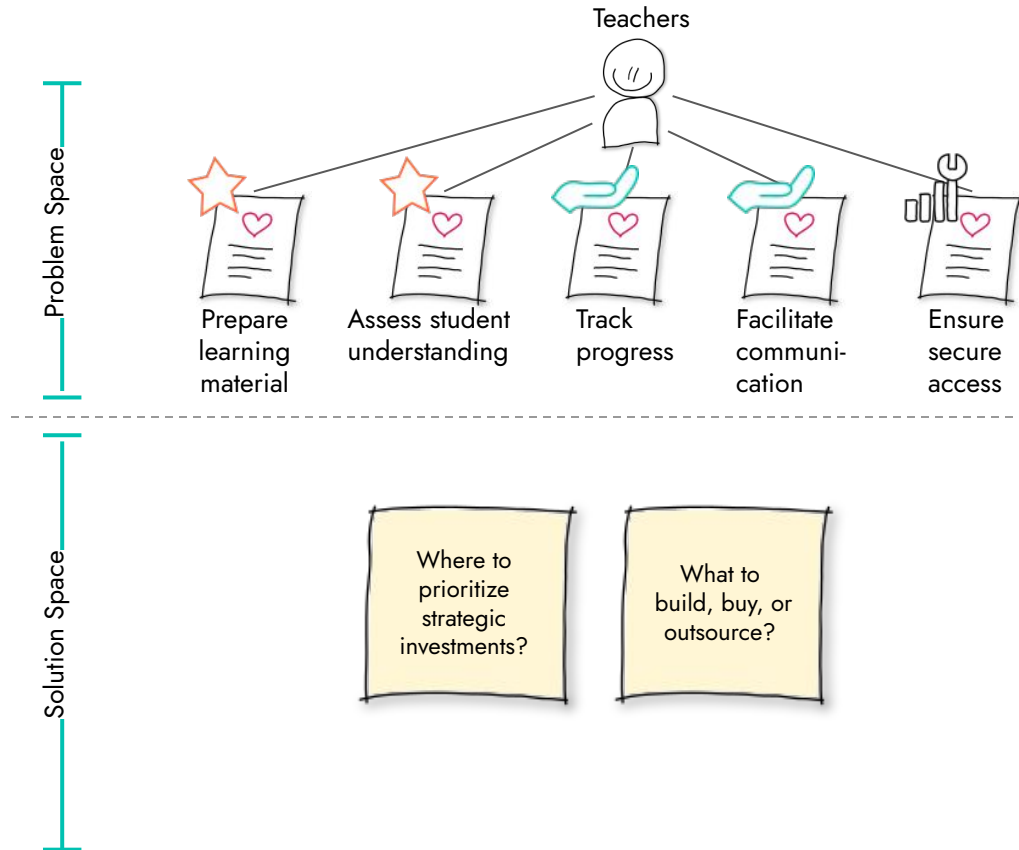 Teachers
Problem Space
Prepare
learning
material
Assess student
understanding
Track
progress
Facilitate
communi-
cation
Ensure
secure
access
Solution Space
Where to
prioritize
strategic
investments?
What to
build, buy, or
outsource?